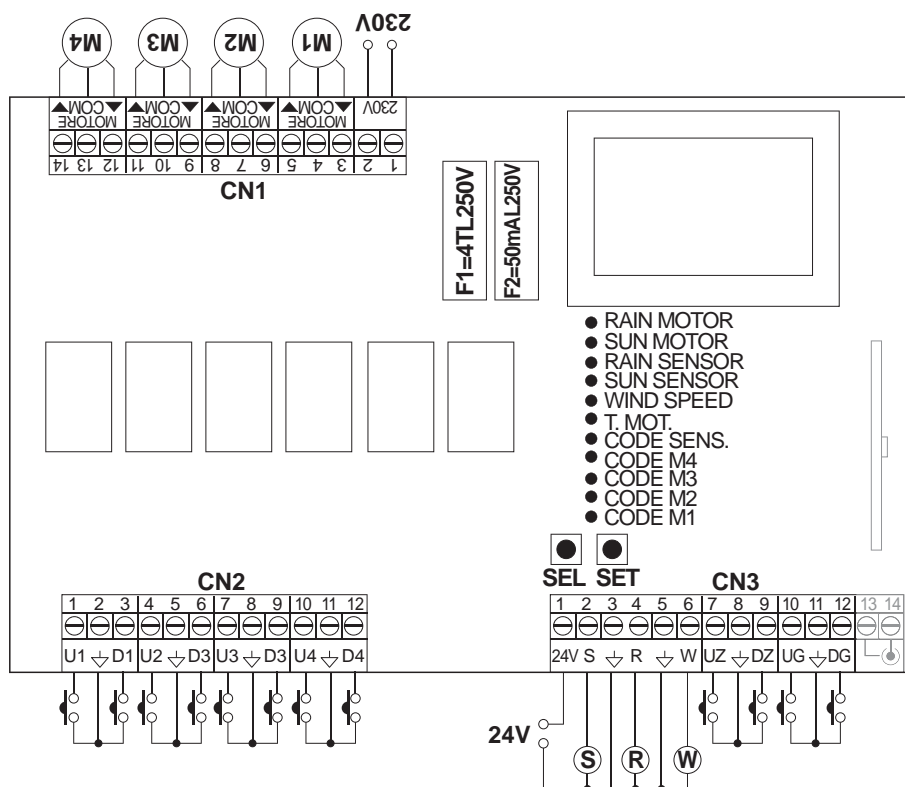 M4 M3 M2 M1 230V
MOTORE COM MOTORE COM MOTORE COM MOTORE COM 230V
14 13 12 11 10 9 8 7 6 5 4 3 2 1
CN1
F1=4TL250V
F2=50mAL250V
RAIN MOTOR
SUN MOTOR
RAIN SENSOR
SUN SENSOR
WIND SPEED
T. MOT.
CODE SENS.
CODE M4
CODE M3
CODE M2
CODE M1
SEL SET
CN2
1 2 3 4 5 6 7 8 9 10 11 12
U1 D1 U2 D3 U3 D3 U4 D4
CN3
1 2 3 4 5 6 7 8 9 10 11 12 13 14
24V S R W UZ DZ UG DG
24V
S R W